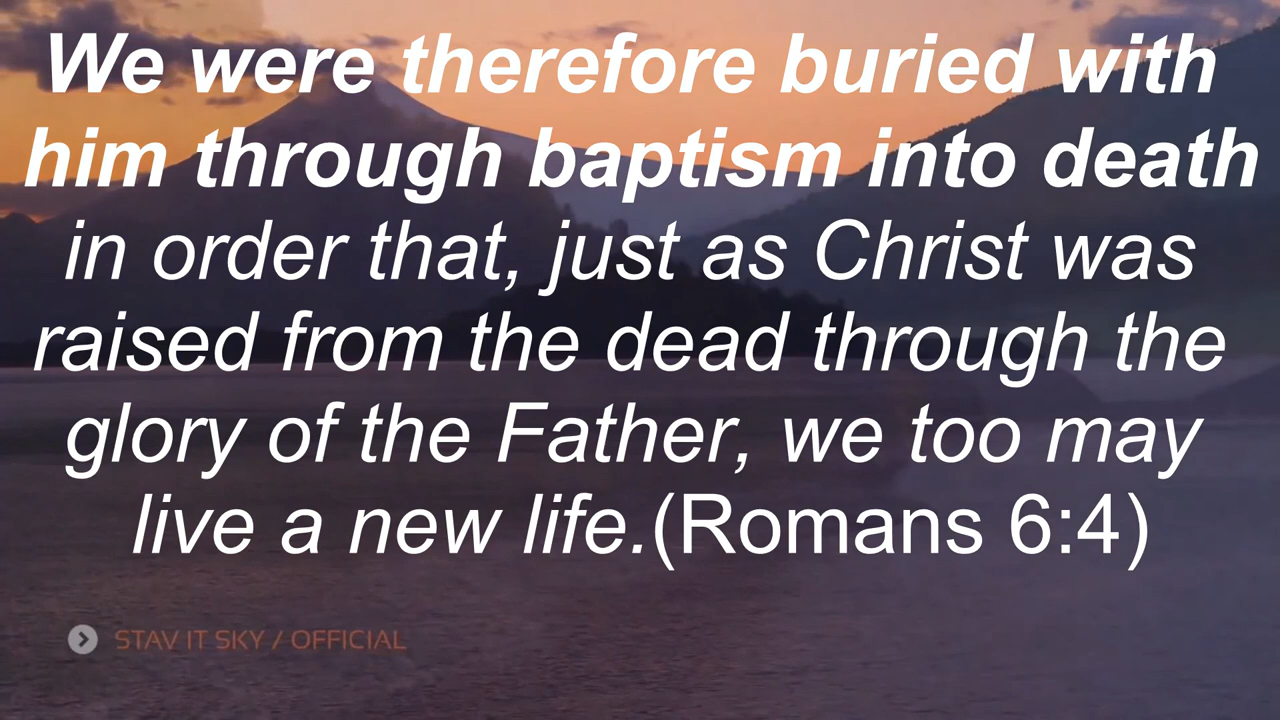 We were therefore buried with
him through baptism into death
in order that, just as Christ was
raised from the dead through the
glory of the Father, we too may
live a new life.(Romans 6:4)
STAV IT SKY / OFFICIAL